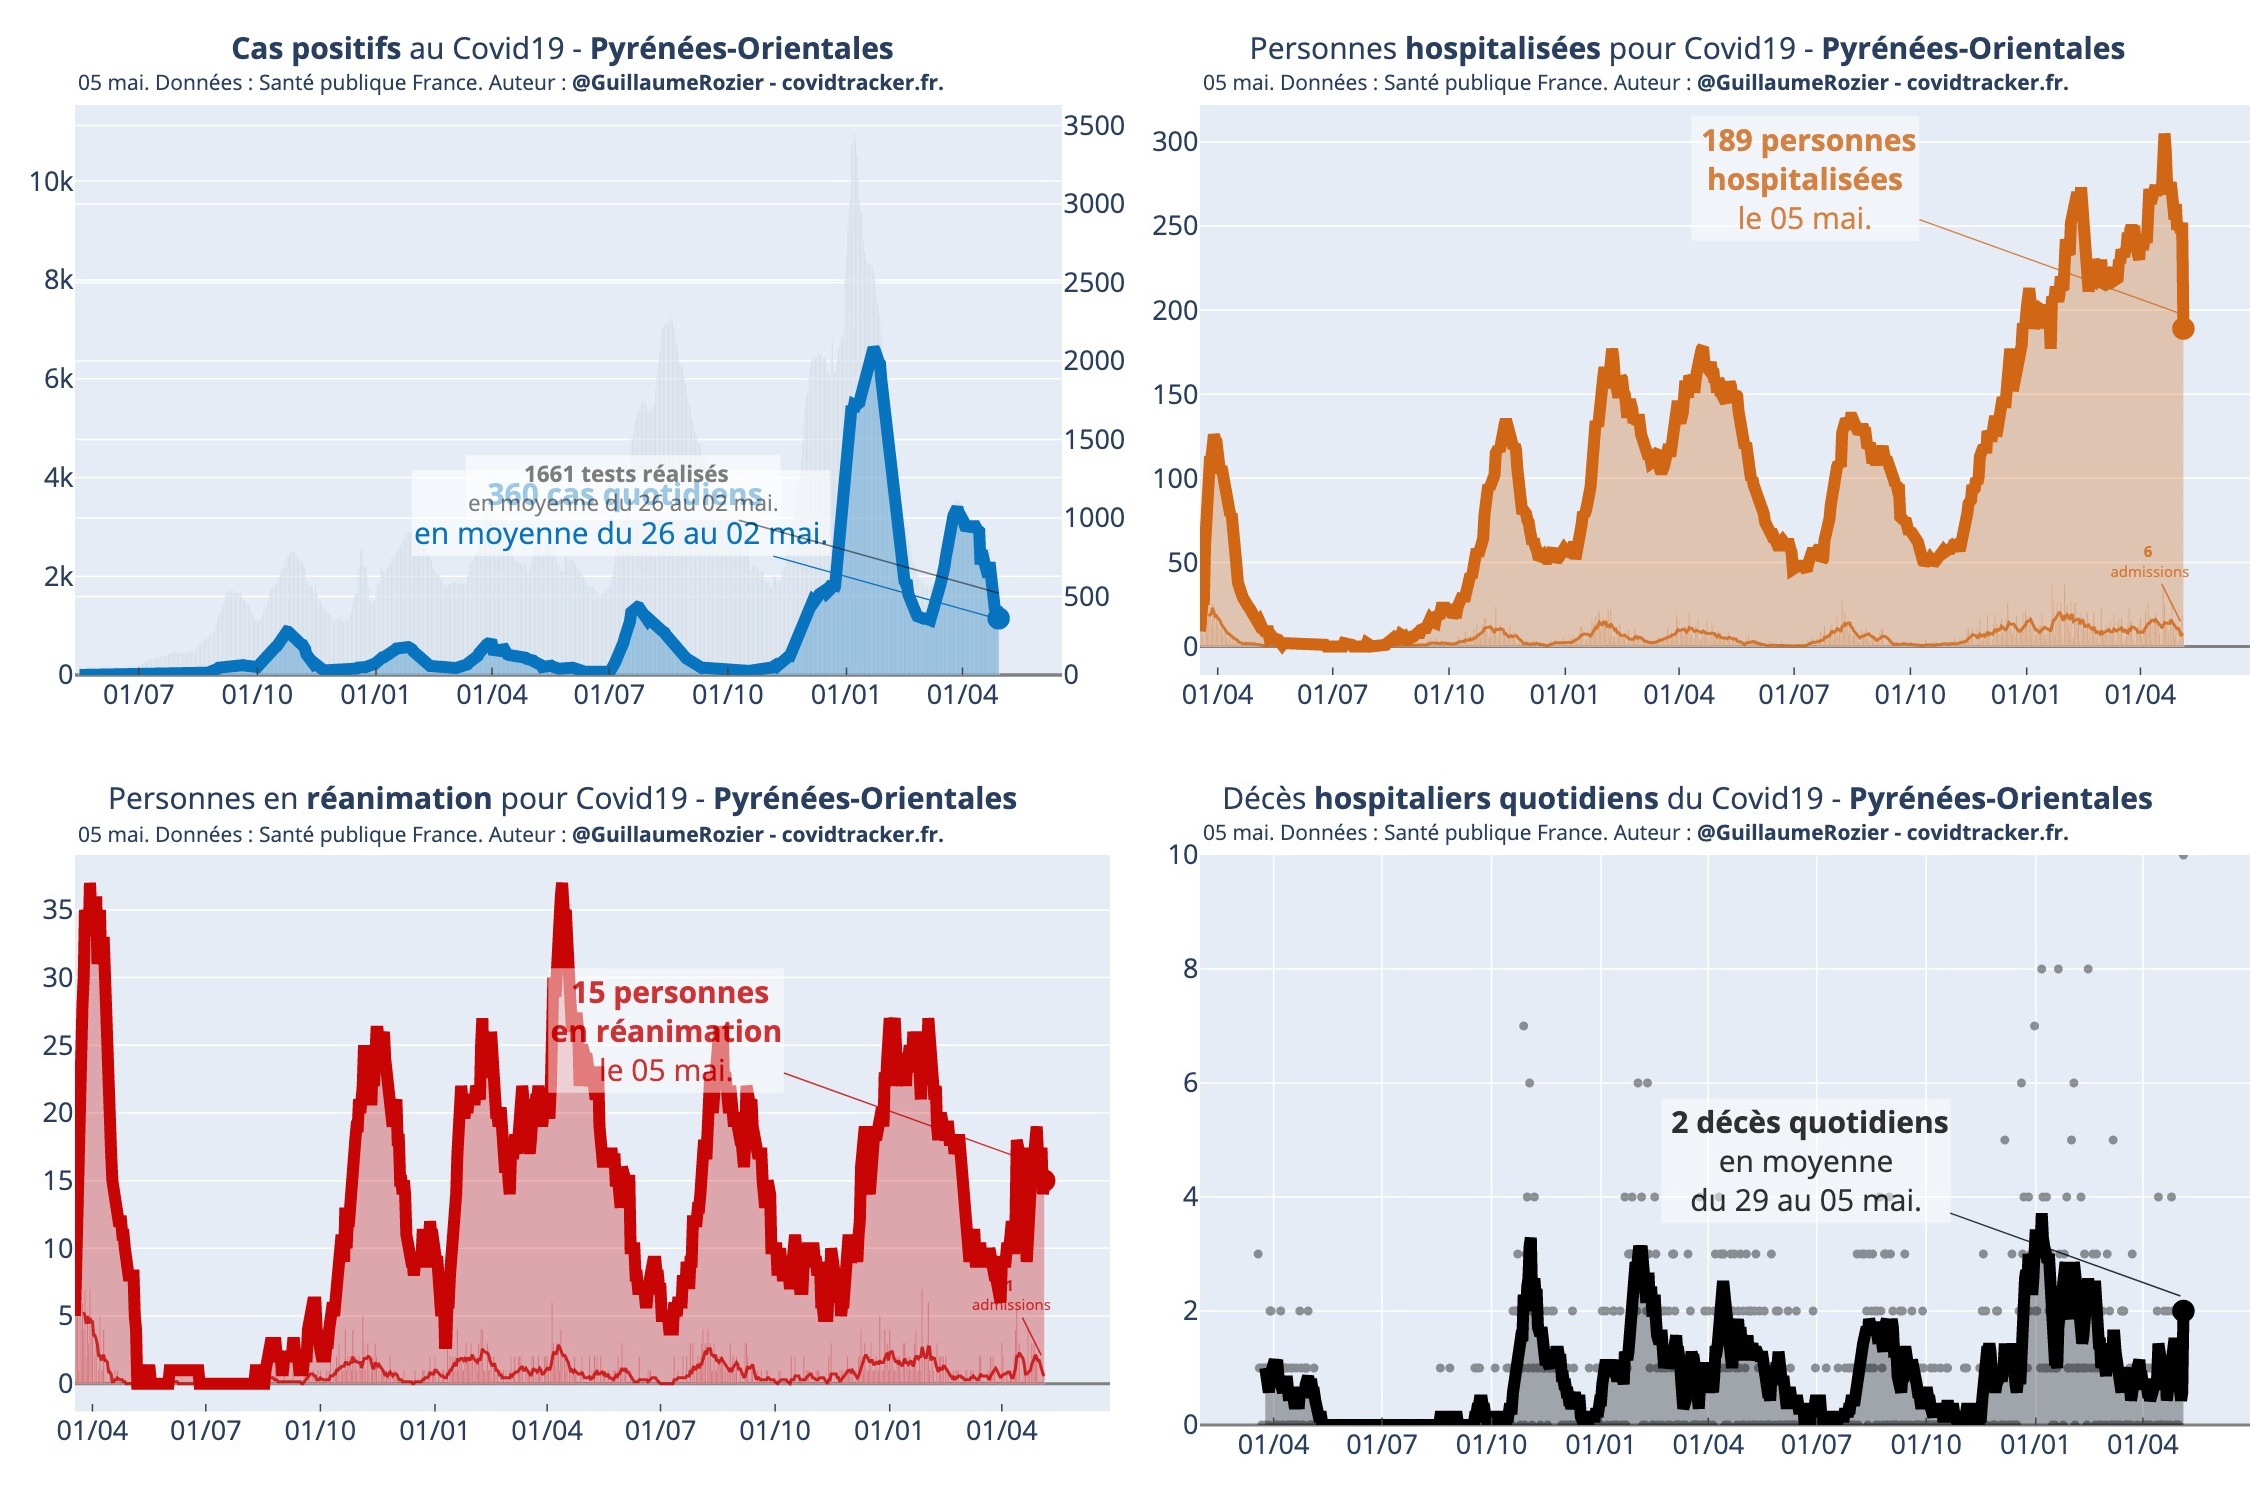 Cas positifs au Covid19 - Pyrénées-Orientales
05 mai. Données : Santé publique France. Auteur : @GuillaumeRozier - covidtracker.fr.
10k
8k
6k
4k
2k
0
3500
3000
2500
2000
1500
1000
500
0
1661 tests réalisés
en moyenne du 26 au 02 mai.
360 cas quotidiens
en moyenne du 26 au 02 mai.
01/07 01/10 01/01 01/04 01/07 01/10 01/01 01/04
Personnes hospitalisées pour Covid19 - Pyrénées-Orientales
05 mai. Données : Santé publique France. Auteur : @GuillaumeRozier - covidtracker.fr.
300
250
200
150
100
50
0
189 personnes
hospitalisées
le 05 mai.
6
admissions
01/04 01/07 01/10 01/01 01/04 01/07 01/10 01/01 01/04
Personnes en réanimation pour Covid19 - Pyrénées-Orientales
05 mai. Données : Santé publique France. Auteur : @GuillaumeRozier - covidtracker.fr.
35
30
25
20
15
10
5
0
15 personnes
en réanimation
le 05 mai.
1
admissions
01/04 01/07 01/10 01/01 01/04 01/07 01/10 01/01 01/04
Décès hospitaliers quotidiens du Covid19 - Pyrénées-Orientales
05 mai. Données : Santé publique France. Auteur : @GuillaumeRozier - covidtracker.fr.
10
8
6
4
2
0
2 décès quotidiens
en moyenne
du 29 au 05 mai.
01/04 01/07 01/10 01/01 01/04 01/07 01/10 01/01 01/04